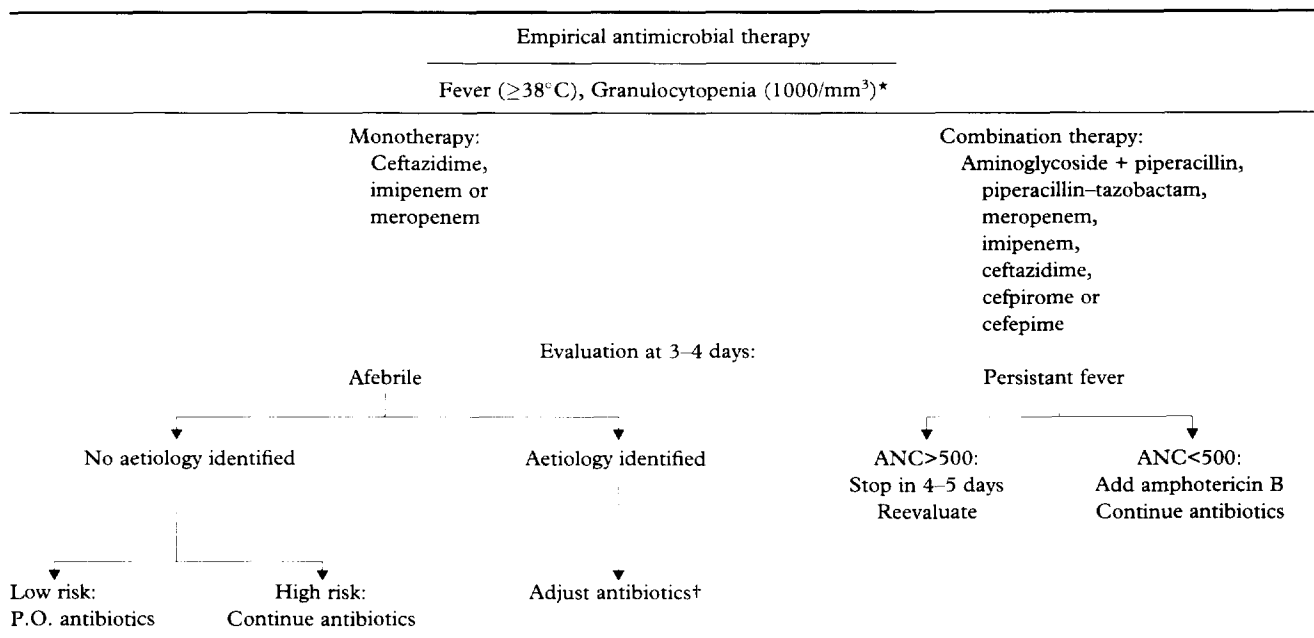 Empirical antimicrobial therapy
Fever (≥38°C), Granulocytopenia (1000/mm³)*
Monotherapy:
Ceftazidime,
imipenem or
meropenem
Combination therapy:
Aminoglycoside + piperacillin,
piperacillin–tazobactam,
meropenem,
imipenem,
ceftazidime,
cefpirome or
cefepime
Evaluation at 3–4 days:
Afebrile
Persistant fever
No aetiology identified
Aetiology identified
ANC>500:
Stop in 4–5 days
Reevaluate
ANC<500:
Add amphotericin B
Continue antibiotics
Low risk:
P.O. antibiotics
High risk:
Continue antibiotics
Adjust antibiotics†